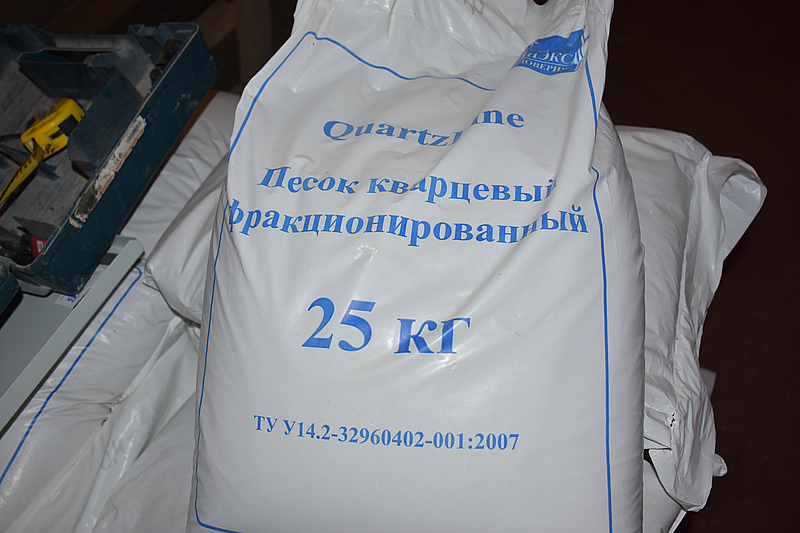 Песок кварцевый
фракционированный
25 кг
ТУ У14.2-32960402-001:2007